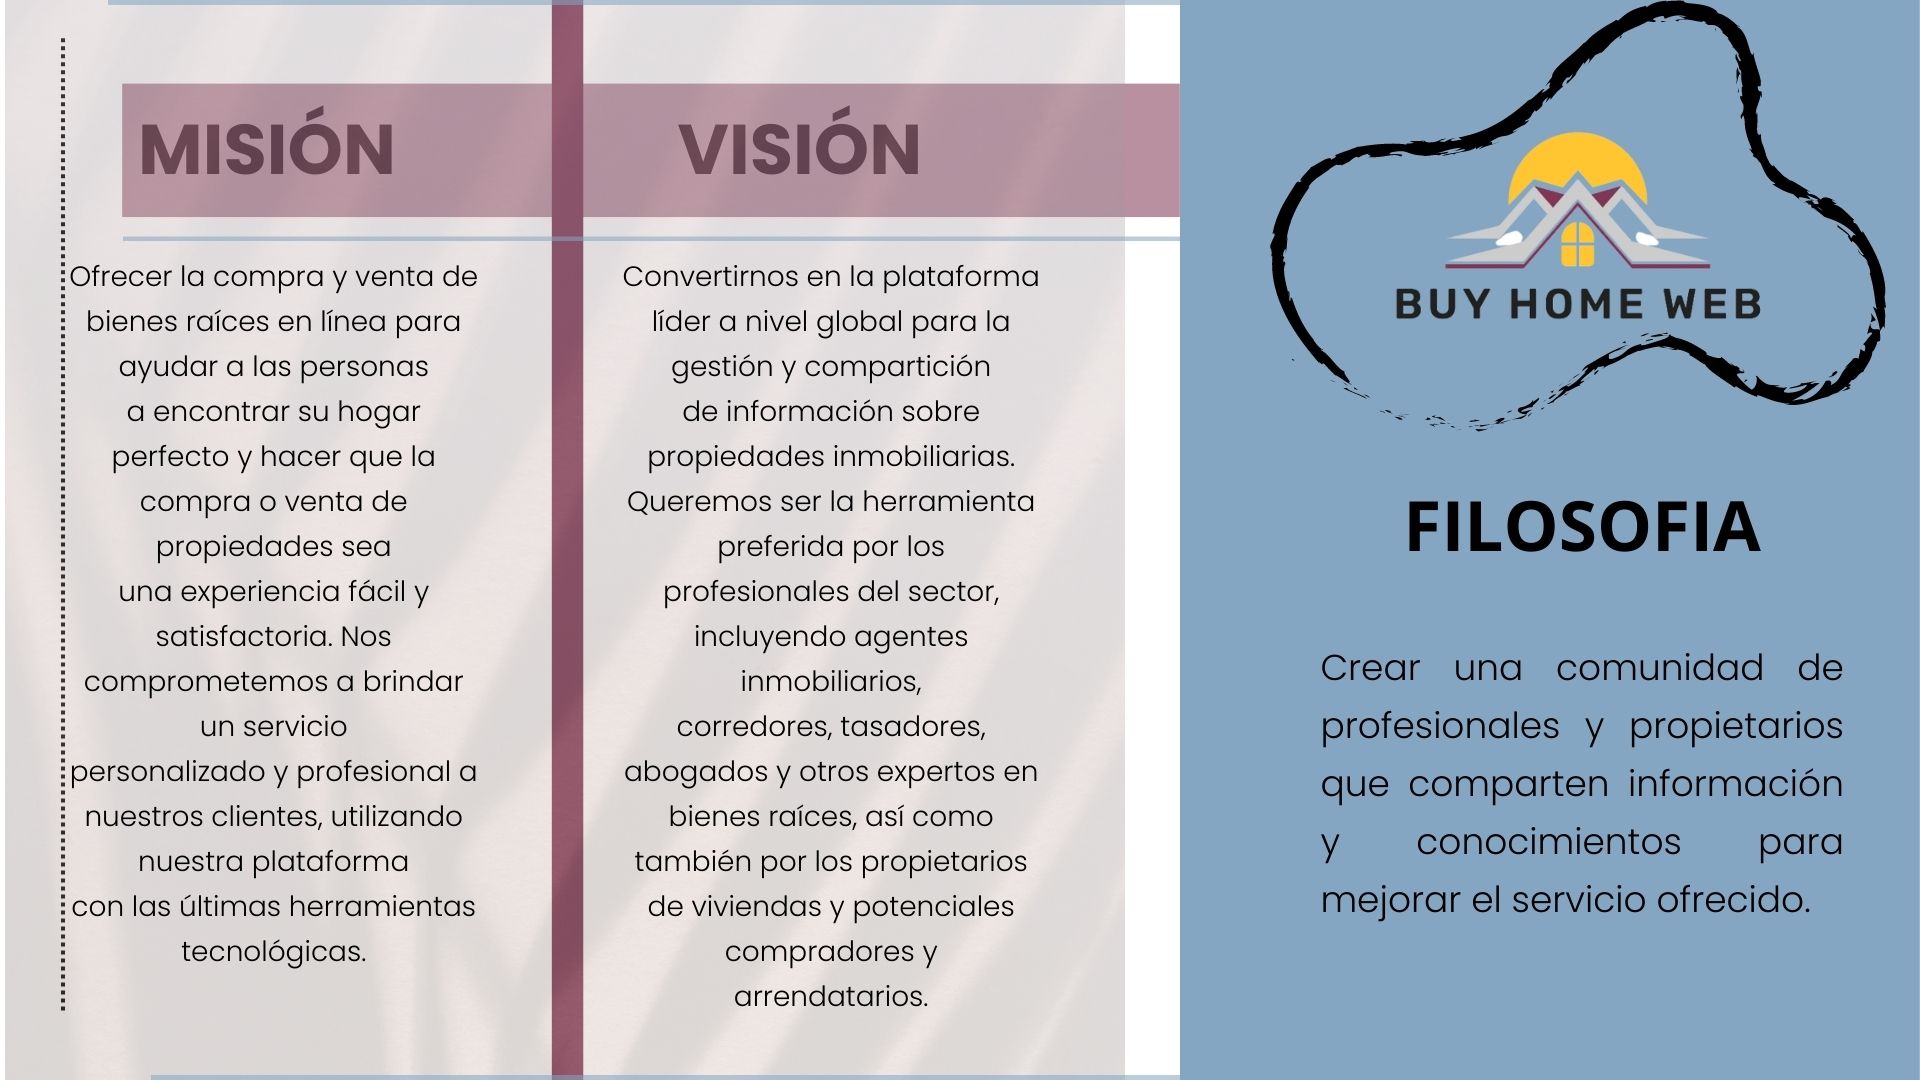 MISIÓN
Ofrecer la compra y venta de
bienes raíces en línea para
ayudar a las personas
a encontrar su hogar
perfecto y hacer que la
compra o venta de
propiedades sea
una experiencia fácil y
satisfactoria. Nos
comprometemos a brindar
un servicio
personalizado y profesional a
nuestros clientes, utilizando
nuestra plataforma
con las últimas herramientas
tecnológicas.
VISIÓN
Convertirnos en la plataforma
líder a nivel global para la
gestión y compartición
de información sobre
propiedades inmobiliarias.
Queremos ser la herramienta
preferida por los
profesionales del sector,
incluyendo agentes
inmobiliarios,
corredores, tasadores,
abogados y otros expertos en
bienes raíces, así como
también por los propietarios
de viviendas y potenciales
compradores y
arrendatarios.
BUY HOME WEB
FILOSOFIA
Crear una comunidad de
profesionales y propietarios
que comparten información
y conocimientos para
mejorar el servicio ofrecido.